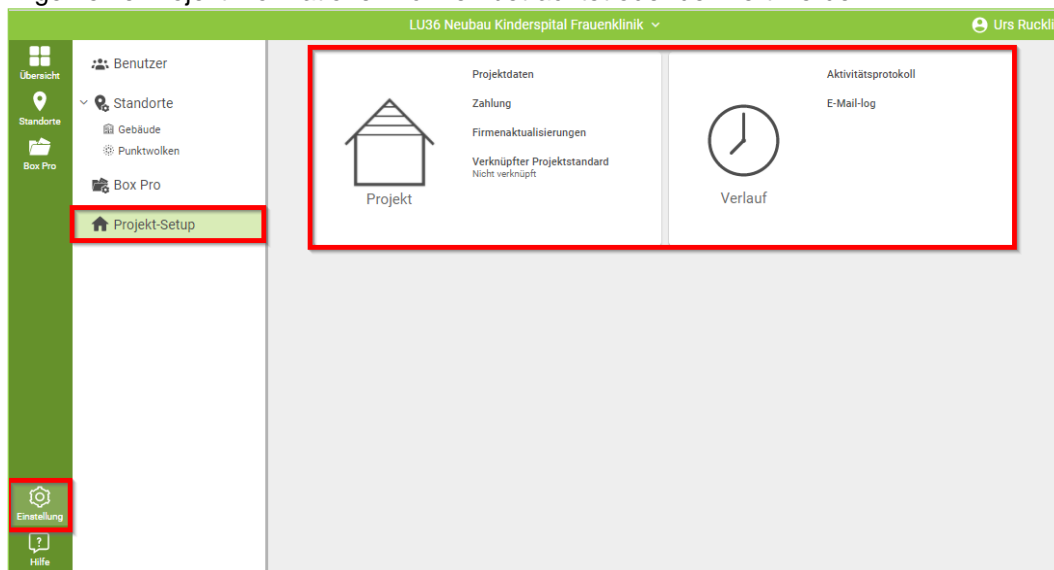 LU36 Neubau Kinderspital Frauenklinik
Urs Ruckli
Übersicht
Standorte
Box Pro
Benutzer
Standorte
Gebäude
Punktwolken
Box Pro
Projekt-Setup
Projekt
Projektdaten
Zahlung
Firmenaktualisierungen
Verknüpfter Projektstandard
Nicht verknüpft
Verlauf
Aktivitätsprotokoll
E-Mail-log
Einstellung
Hilfe